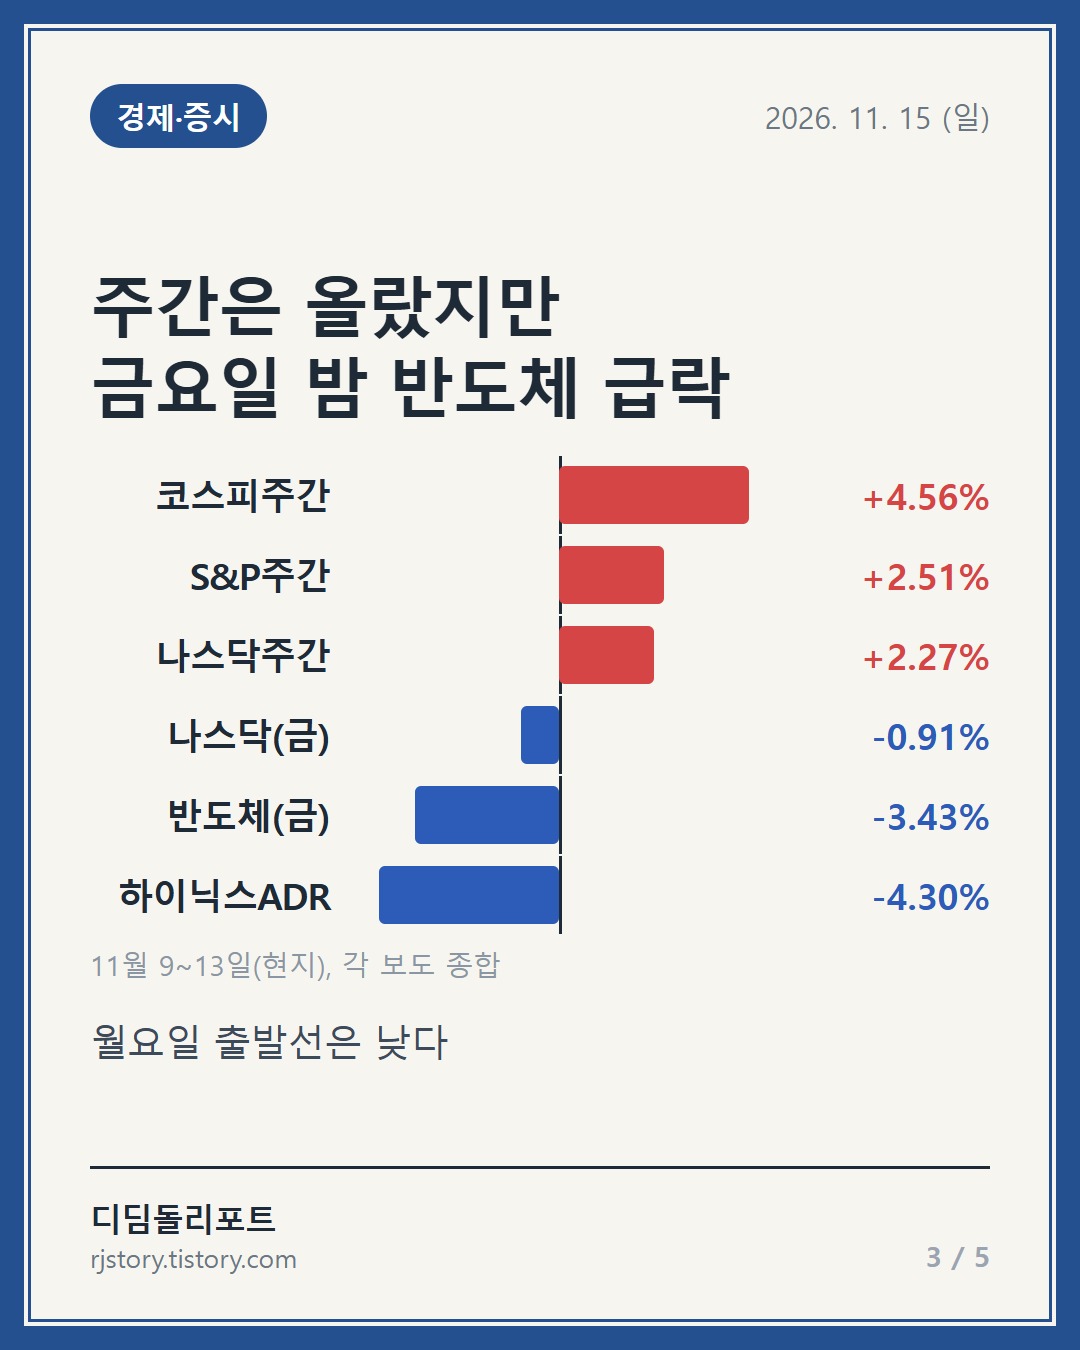 경제·증시
2026. 11. 15 (일)
주간은 올랐지만
금요일 밤 반도체 급락
코스피주간 +4.56%
S&P주간 +2.51%
나스닥주간 +2.27%
나스닥(금) -0.91%
반도체(금) -3.43%
하이닉스ADR -4.30%
11월 9~13일(현지), 각 보도 종합
월요일 출발선은 낮다
디딤돌리포트
rjstory.tistory.com
3 / 5